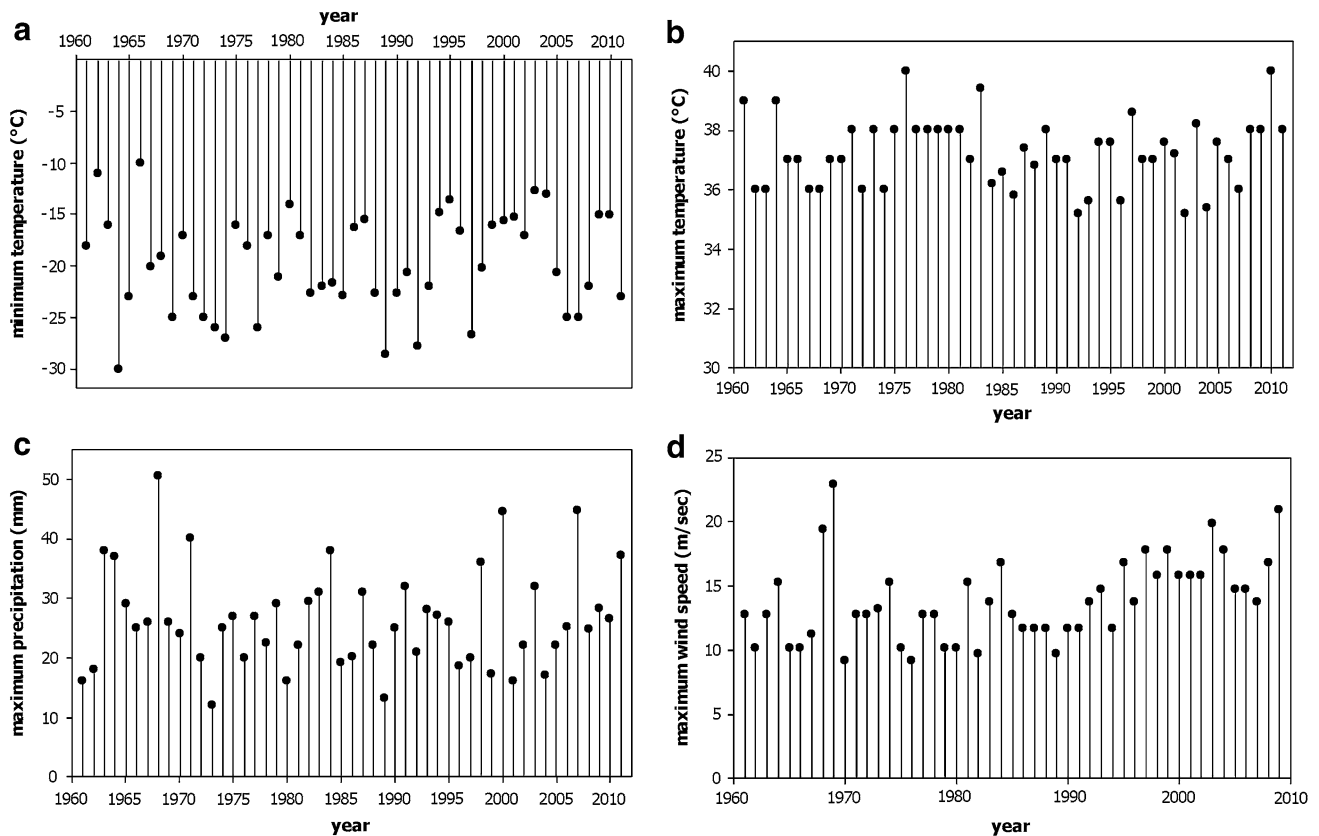 a
year
1960 1965 1970 1975 1980 1985 1990 1995 2000 2005 2010
minimum temperature (°C)
-5
-10
-15
-20
-25
-30
b
maximum temperature (°C)
40
38
36
34
32
30
1960 1965 1970 1975 1980 1985 1990 1995 2000 2005 2010
year
c
maximum precipitation (mm)
50
40
30
20
10
0
1960 1965 1970 1975 1980 1985 1990 1995 2000 2005 2010
year
d
maximum wind speed (m/sec)
25
20
15
10
5
0
1960 1970 1980 1990 2000 2009
year